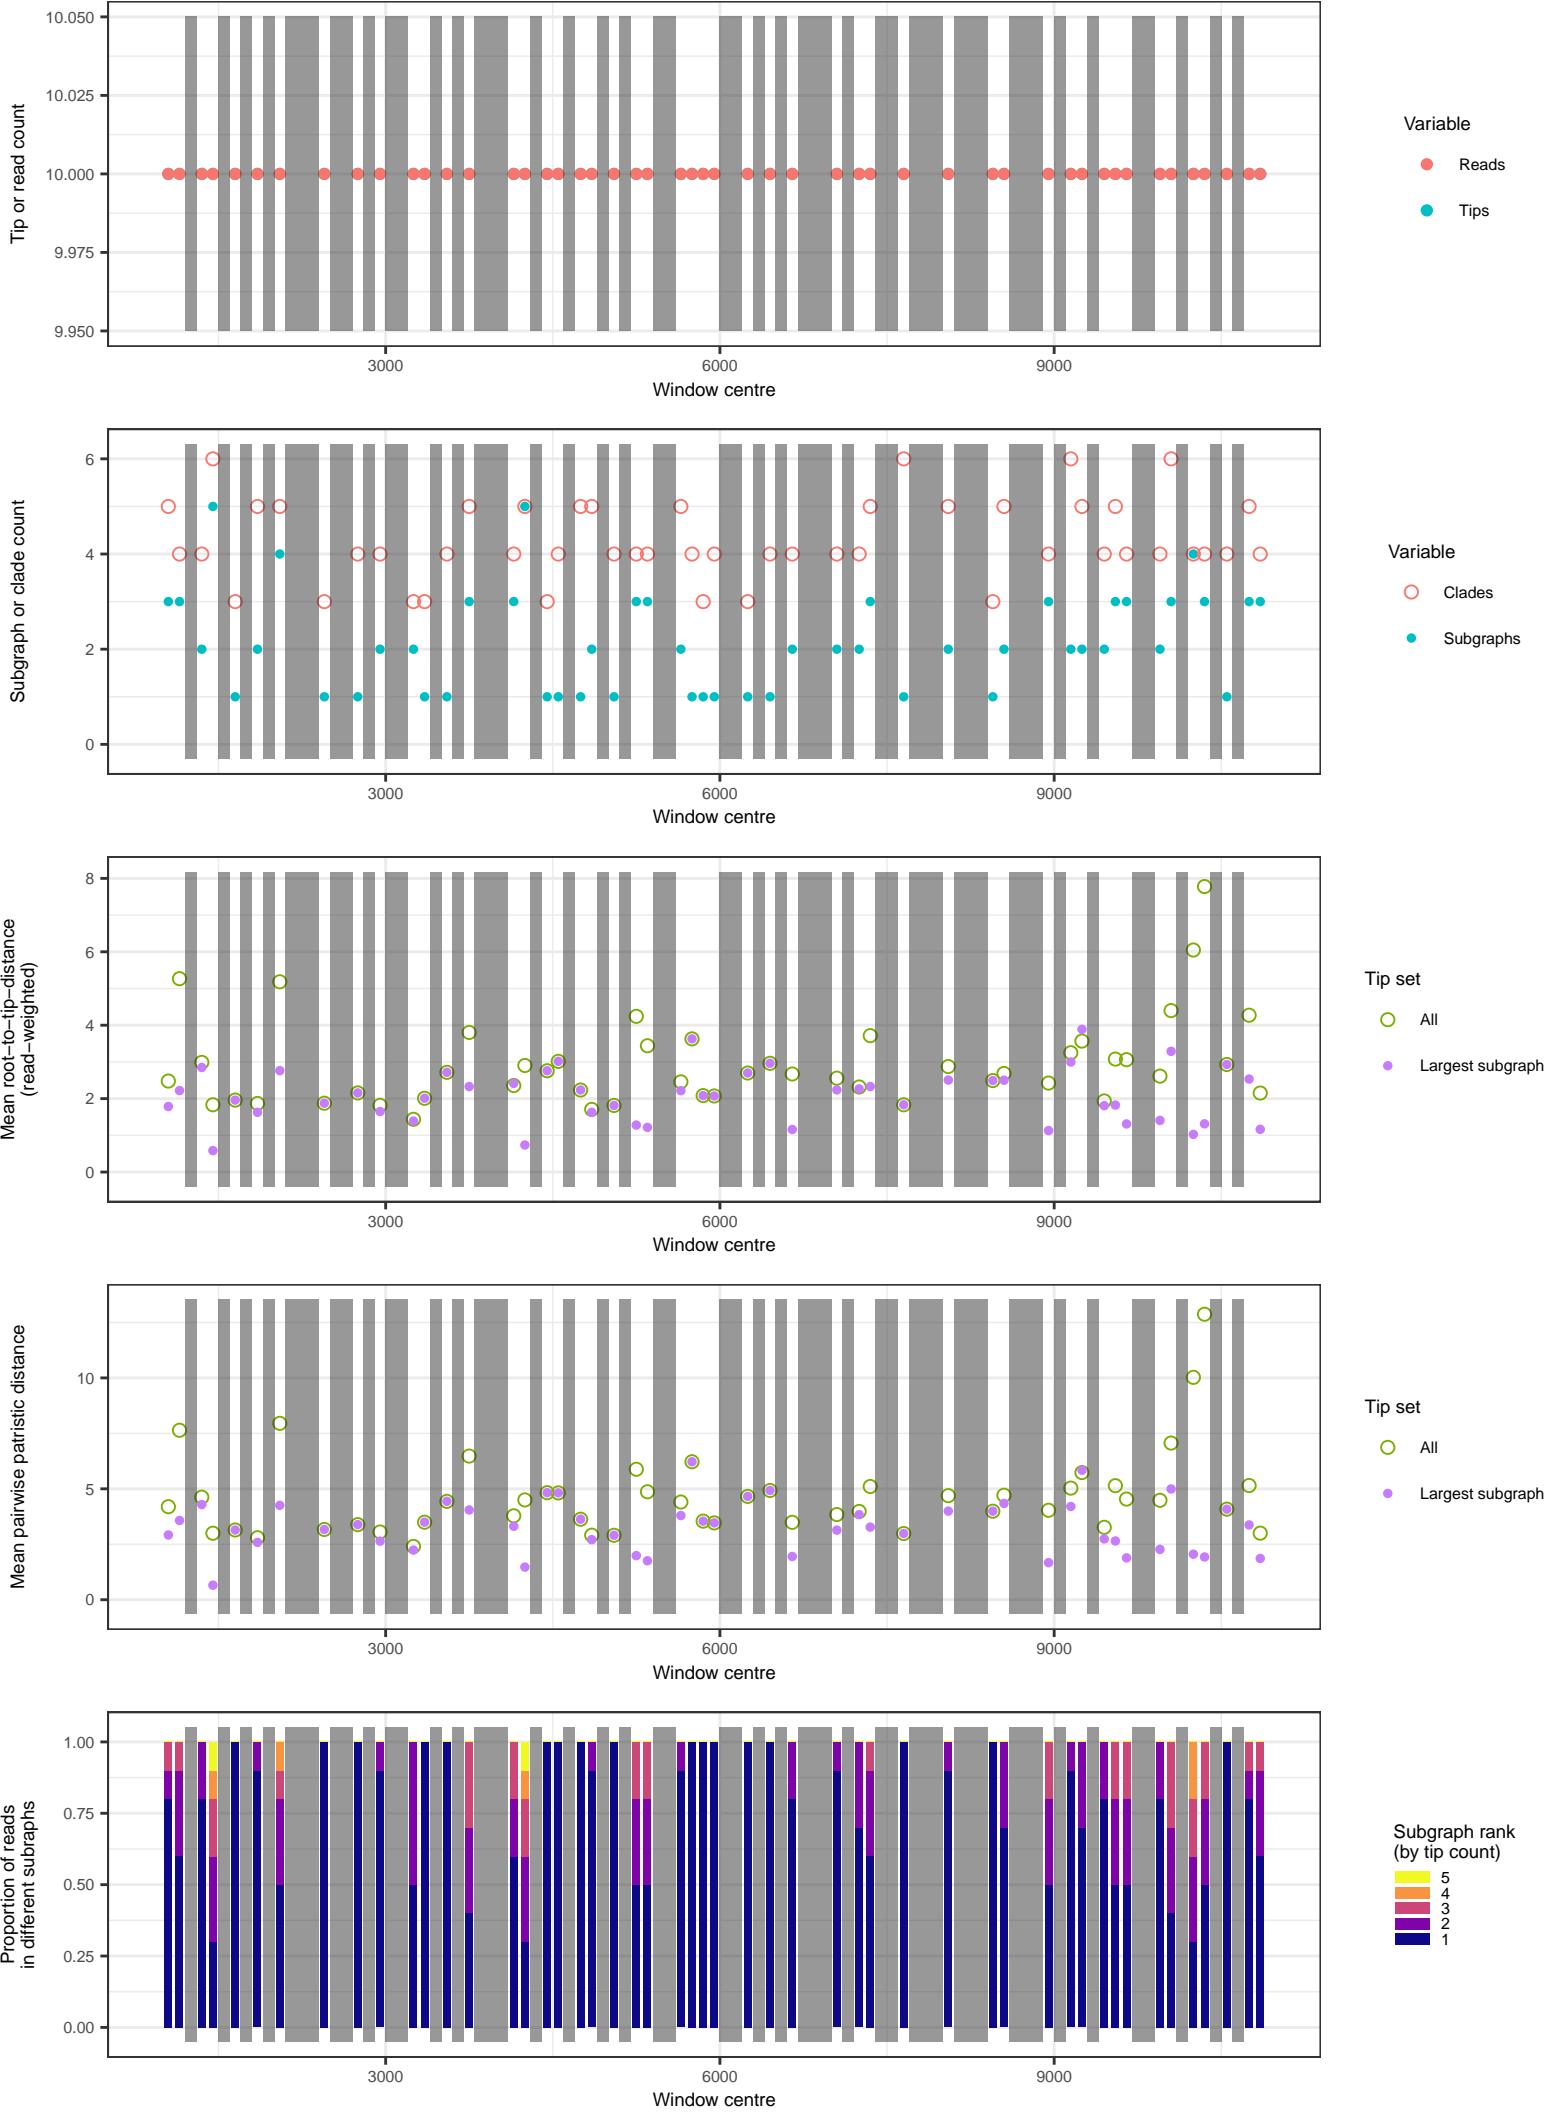 Tip or read count
10.050
10.025
10.000
9.975
9.950
3000
6000
9000
Window centre
Variable
Reads
Tips
Subgraph or clade count
6
4
2
0
3000
6000
9000
Window centre
Variable
Clades
Subgraphs
Mean root−to−tip−distance
(read−weighted)
8
6
4
2
0
3000
6000
9000
Window centre
Tip set
All
Largest subgraph
Mean pairwise patristic distance
10
5
0
3000
6000
9000
Window centre
Tip set
All
Largest subgraph
Proportion of reads
in different subraphs
1.00
0.75
0.50
0.25
0.00
3000
6000
9000
Window centre
Subgraph rank
(by tip count)
5
4
3
2
1